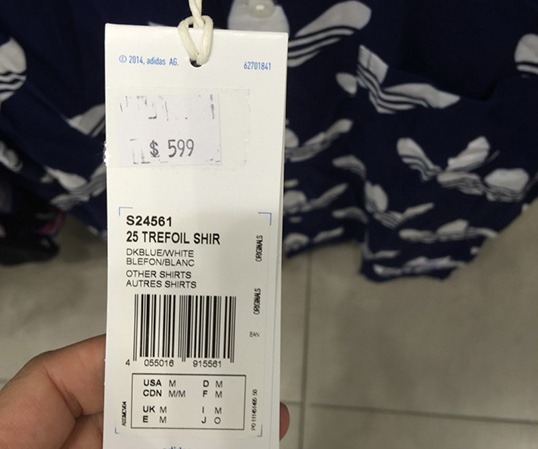 © 2014, adidas AG.
62701841
$ 599
S24561
25 TREFOIL SHIR
DKBLUE/WHITE
BLEFON/BLANC
OTHER SHIRTS
AUTRES SHIRTS
ORIGINALS
ORIGINALS
4 055016 915561
USA M D M
CDN M/M F M
UK M I M
E M J O